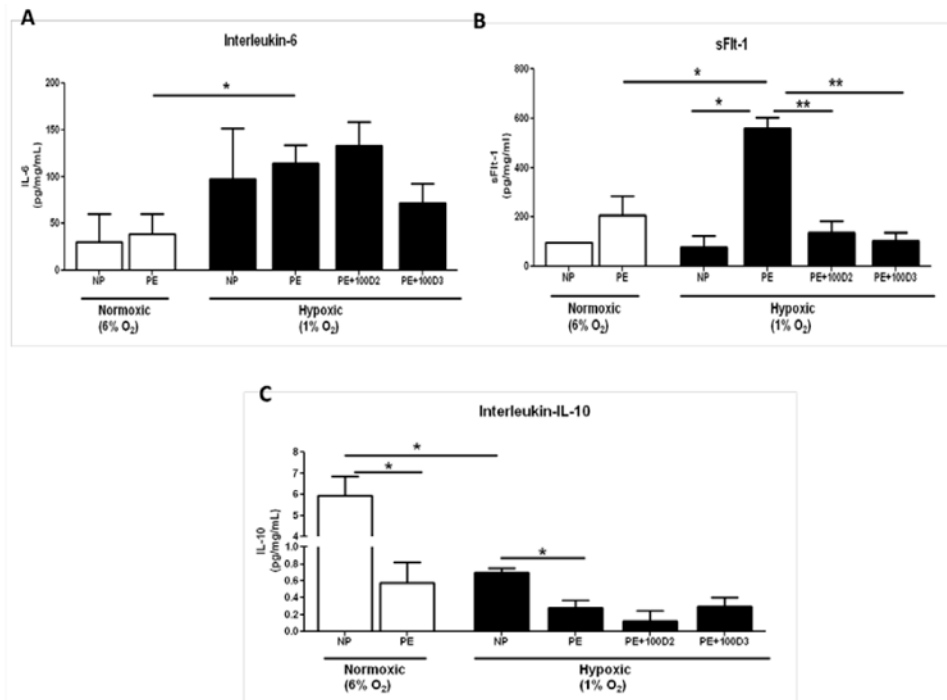 A
Interleukin-6
IL-6
(pg/mg/mL)
200
150
100
50
0
*
NP PE NP PE PE+100D2 PE+100D3
Normoxic Hypoxic
(6% O2) (1% O2)
B
sFlt-1
sFlt-1
(pg/mg/ml)
800
600
400
200
0
* **
* **
NP PE NP PE PE+100D2 PE+100D3
Normoxic Hypoxic
(6% O2) (1% O2)
C
Interleukin-IL-10
IL-10
(pg/mg/mL)
8
7
6
5
4
0.8
0.6
0.4
0.2
0.0
*
*
*
NP PE NP PE PE+100D2 PE+100D3
Normoxic Hypoxic
(6% O2) (1% O2)